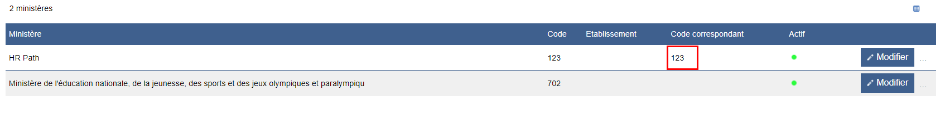 2 ministères
Ministère Code Etablissement Code correspondant Actif
HR Path 123 123 Modifier
Ministère de l'éducation nationale, de la jeunesse, des sports et des jeux olympiques et paralympiqu 702 Modifier